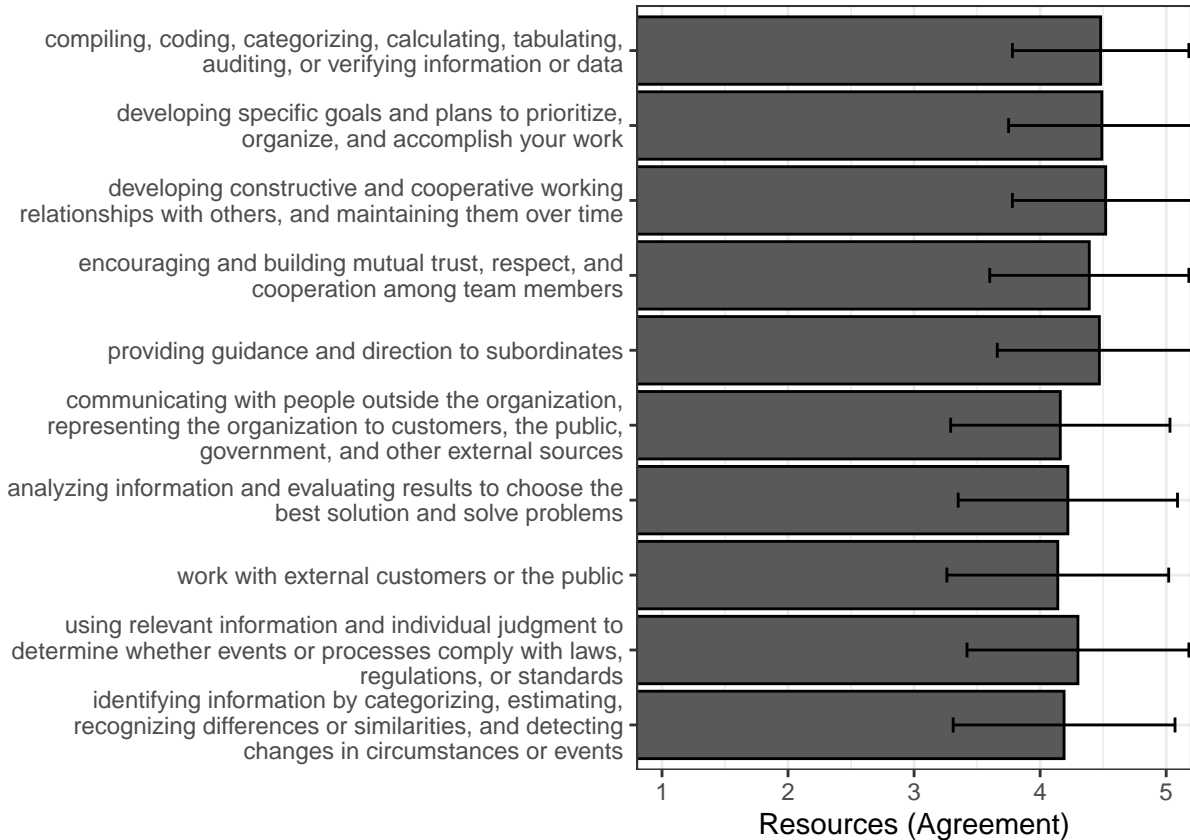 compiling, coding, categorizing, calculating, tabulating,
auditing, or verifying information or data
developing specific goals and plans to prioritize,
organize, and accomplish your work
developing constructive and cooperative working
relationships with others, and maintaining them over time
encouraging and building mutual trust, respect, and
cooperation among team members
providing guidance and direction to subordinates
communicating with people outside the organization,
representing the organization to customers, the public,
government, and other external sources
analyzing information and evaluating results to choose the
best solution and solve problems
work with external customers or the public
using relevant information and individual judgment to
determine whether events or processes comply with laws,
regulations, or standards
identifying information by categorizing, estimating,
recognizing differences or similarities, and detecting
changes in circumstances or events
1 2 3 4 5
Resources (Agreement)